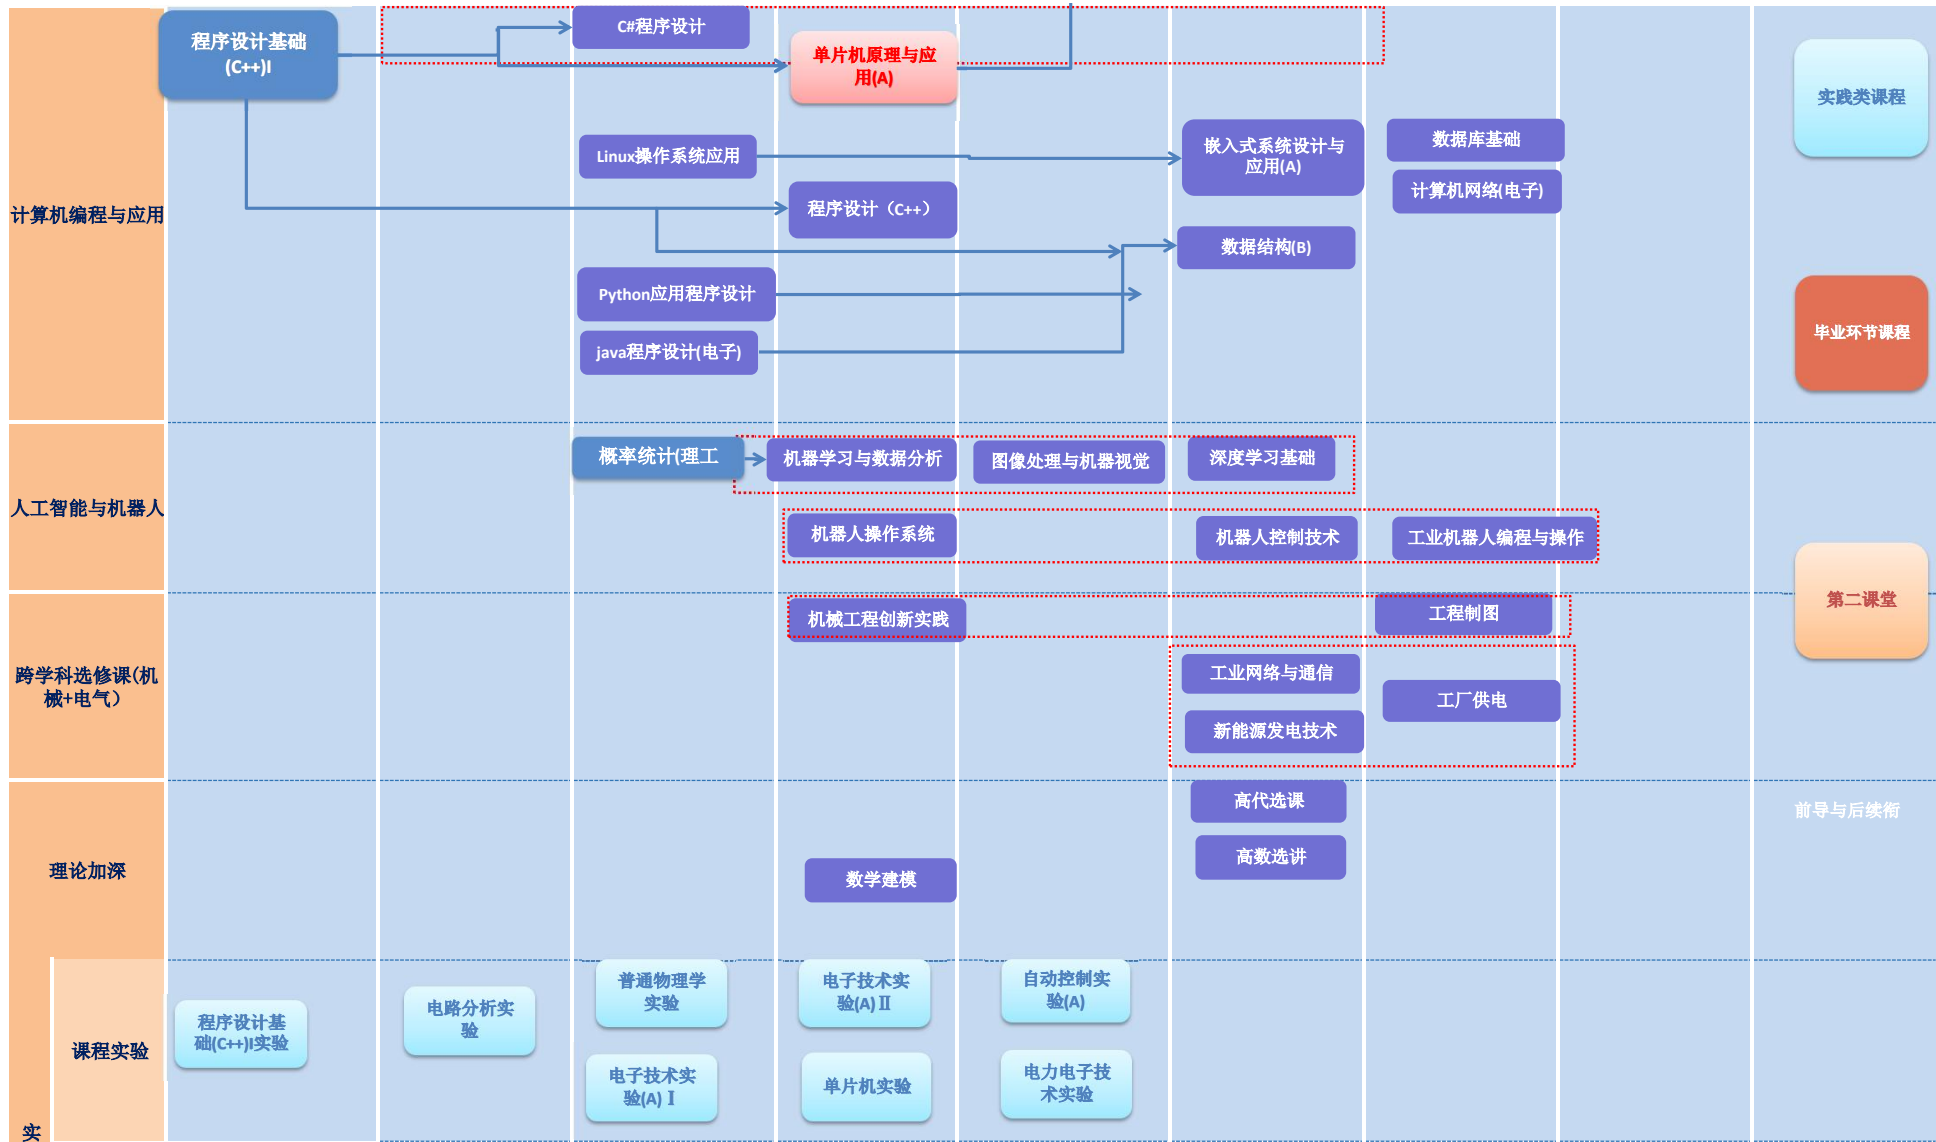 程序设计基础
(C++)I
C#程序设计
单片机原理与应
用(A)
实践类课程
计算机编程与应用
Linux操作系统应用
嵌入式系统设计与
应用(A)
数据库基础
计算机网络(电子)
程序设计（C++）
数据结构(B)
Python应用程序设计
java程序设计(电子)
毕业环节课程
人工智能与机器人
概率统计(理工
机器学习与数据分析
图像处理与机器视觉
深度学习基础
机器人操作系统
机器人控制技术
工业机器人编程与操作
第二课堂
跨学科选修课(机
械+电气）
机械工程创新实践
工程制图
工业网络与通信
工厂供电
新能源发电技术
理论加深
高代选课
高数选讲
数学建模
前导与后续衔
实
课程实验
程序设计基
础(C++)I实验
电路分析实
验
普通物理学
实验
电子技术实
验(A)Ⅱ
自动控制实
验(A)
电子技术实
验(A)Ⅰ
单片机实验
电力电子技
术实验